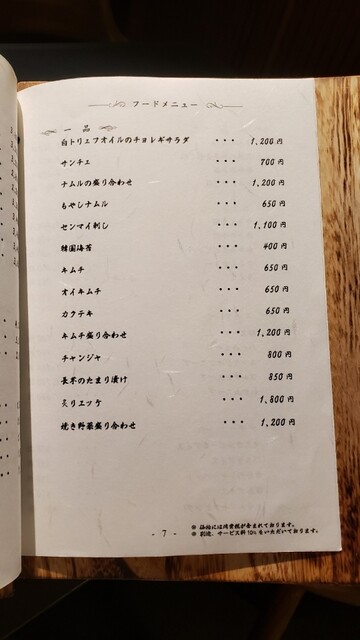 フードメニュー
一品
白トリュフオイルのチョレギサラダ ・・・ 1,200円
サンチェ ・・・ 700円
ナムルの盛り合わせ ・・・ 1,200円
もやしナムル ・・・ 650円
センマイ刺し ・・・ 1,100円
韓国海苔 ・・・ 400円
キムチ ・・・ 650円
オイキムチ ・・・ 650円
カクテキ ・・・ 650円
キムチ盛り合わせ ・・・ 1,200円
チャンジャ ・・・ 800円
長芋のたまり漬け ・・・ 850円
炙りエッケ ・・・ 1,800円
焼き野菜盛り合わせ ・・・ 1,200円
- 7 -
※ 価格には消費税が含まれております。
※ 別途、サービス料10%をいただいております。